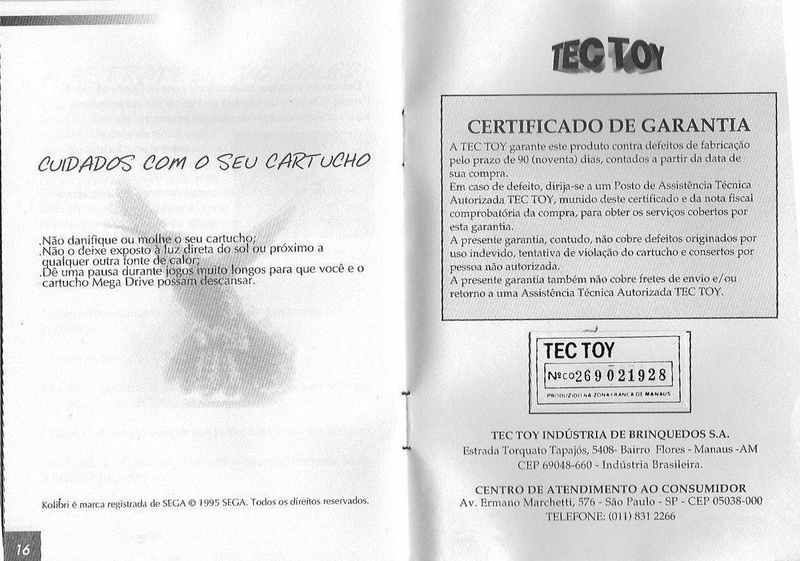 CUIDADOS COM O SEU CARTUCHO
.Não danifique ou molhe o seu cartucho;
.Não o deixe exposto à luz direta do sol ou próximo a
qualquer outra fonte de calor;
.Dê uma pausa durante jogos muito longos para que você e o
cartucho Mega Drive possam descansar.
Kolibri é marca registrada de SEGA © 1995 SEGA. Todos os direitos reservados.
16
TEC TOY
CERTIFICADO DE GARANTIA
A TEC TOY garante este produto contra defeitos de fabricação
pelo prazo de 90 (noventa) dias, contados a partir da data de
sua compra.
Em caso de defeito, dirija-se a um Posto de Assistência Técnica
Autorizada TEC TOY, munido deste certificado e da nota fiscal
comprobatória da compra, para obter os serviços cobertos por
esta garantia.
A presente garantia, contudo, não cobre defeitos originados por
uso indevido, tentativa de violação do cartucho e consertos por
pessoa não autorizada.
A presente garantia também não cobre fretes de envio e/ou
retorno a uma Assistência Técnica Autorizada TEC TOY.
TEC TOY
Nº CO 269021928
PRODUZIDO NA ZONA FRANCA DE MANAUS
TEC TOY INDÚSTRIA DE BRINQUEDOS S.A.
Estrada Torquato Tapajós, 5408- Bairro Flores - Manaus -AM
CEP 69048-660 - Indústria Brasileira.
CENTRO DE ATENDIMENTO AO CONSUMIDOR
Av. Ermano Marchetti, 576 - São Paulo - SP - CEP 05038-000
TELEFONE: (011) 831 2266